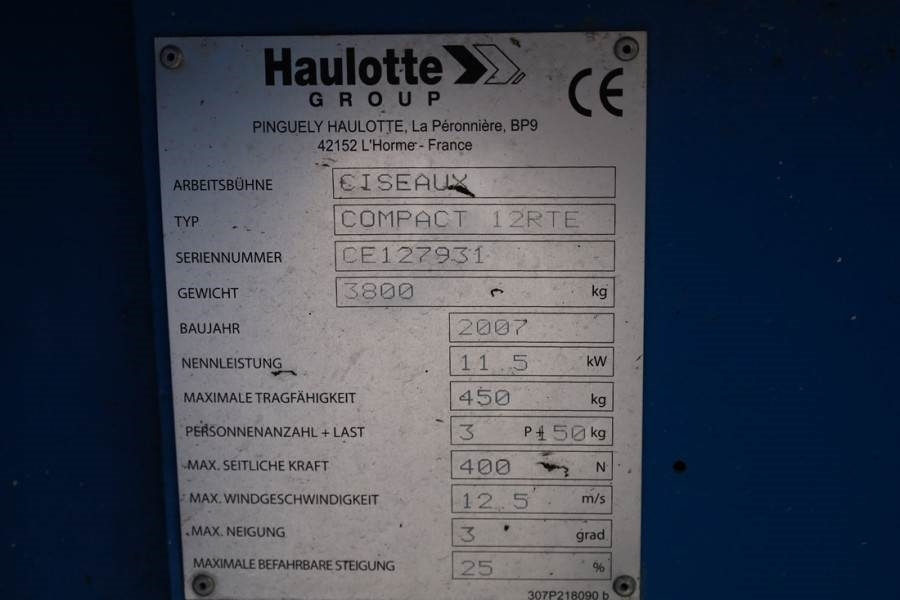 Haulotte
GROUP
CE
PINGUELY HAULOTTE, La Péronnière, BP9
42152 L'Horme - France
ARBEITSBÜHNE CISEAUX
TYP COMPACT 12RTE
SERIENNUMMER CE127931
GEWICHT 3800 kg
BAUJAHR 2007
NENNLEISTUNG 11.5 kW
MAXIMALE TRAGFÄHIGKEIT 450 kg
PERSONNENANZAHL + LAST 3 P+150 kg
MAX. SEITLICHE KRAFT 400 N
MAX. WINDGESCHWINDIGKEIT 12.5 m/s
MAX. NEIGUNG 3 grad
MAXIMALE BEFAHRBARE STEIGUNG 25 %
307P218090 b